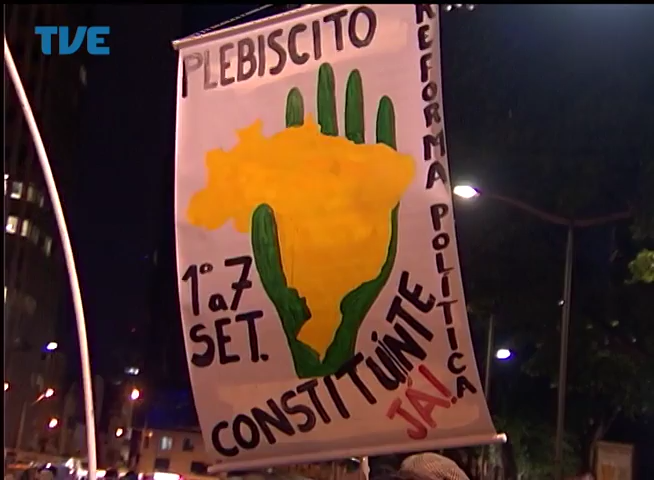 TVE
PLEBISCITO
REFORMA POLÍTICA
1º a 7
SET.
CONSTITUINTE
JÁ!